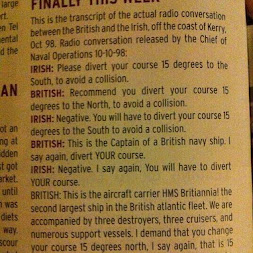 FINALLY THIS WEEK
This is the transcript of the actual radio conversation
between the British and the Irish, off the coast of Kerry,
Oct 98. Radio conversation released by the Chief of
Naval Operations 10-10-98:
IRISH: Please divert your course 15 degrees to the
South, to avoid a collision.
BRITISH: Recommend you divert your course 15
degrees to the North, to avoid a collision.
IRISH: Negative. You will have to divert your course 15
degrees to the South to avoid a collision.
BRITISH: This is the Captain of a British navy ship. I
say again, divert YOUR course.
IRISH: Negative. I say again, You will have to divert
YOUR course.
BRITISH: This is the aircraft carrier HMS Britiannia! the
second largest ship in the British atlantic fleet. We are
accompanied by three destroyers, three cruisers, and
numerous support vessels. I demand that you change
your course 15 degrees north, I say again, that is 15